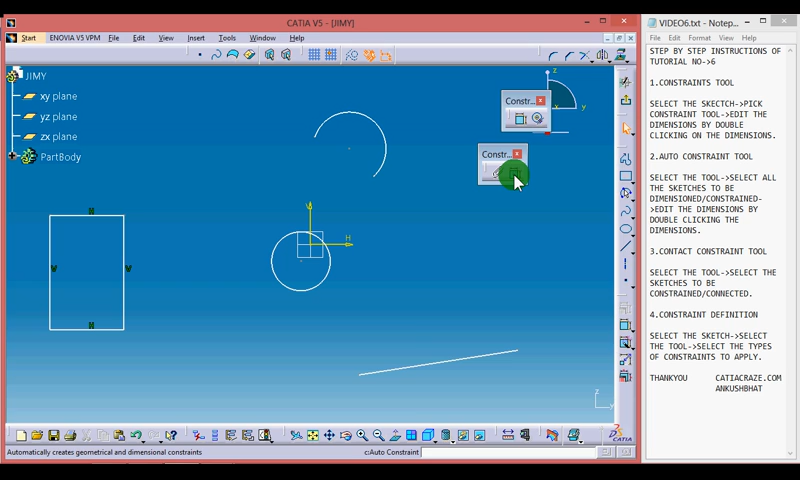 CATIA V5 - [JIMY]
Start ENOVIA V5 VPM File Edit View Insert Tools Window Help
JIMY
xy plane
yz plane
zx plane
PartBody
Constr...
Constr...
z
x
y
V
H
H
V
V
H
z
y
Automatically creates geometrical and dimensional constraints
c:Auto Constraint
CATIA
VIDEO6.txt - Notep...
File Edit Format View Help
STEP BY STEP INSTRUCTIONS OF
TUTORIAL NO->6
1.CONSTRAINTS TOOL
SELECT THE SKECTCH->PICK
CONSTRAINT TOOL->EDIT THE
DIMENSIONS BY DOUBLE
CLICKING ON THE DIMENSIONS.
2.AUTO CONSTRAINT TOOL
SELECT THE TOOL->SELECT ALL
THE SKETCHES TO BE
DIMENSIONED/CONSTRAINED->
EDIT THE DIMENSIONS BY
DOUBLE CLICKING THE
DIMENSIONS.
3.CONTACT CONSTRAINT TOOL
SELECT THE TOOL->SELECT THE
SKETCHES TO BE
CONSTRAINED/CONNECTED.
4.CONSTRAINT DEFINITION
SELECT THE SKETCH->SELECT
THE TOOL->SELECT THE TYPES
OF CONSTRAINTS TO APPLY.
THANKYOU CATIACRAZE.COM
ANKUSHBHAT